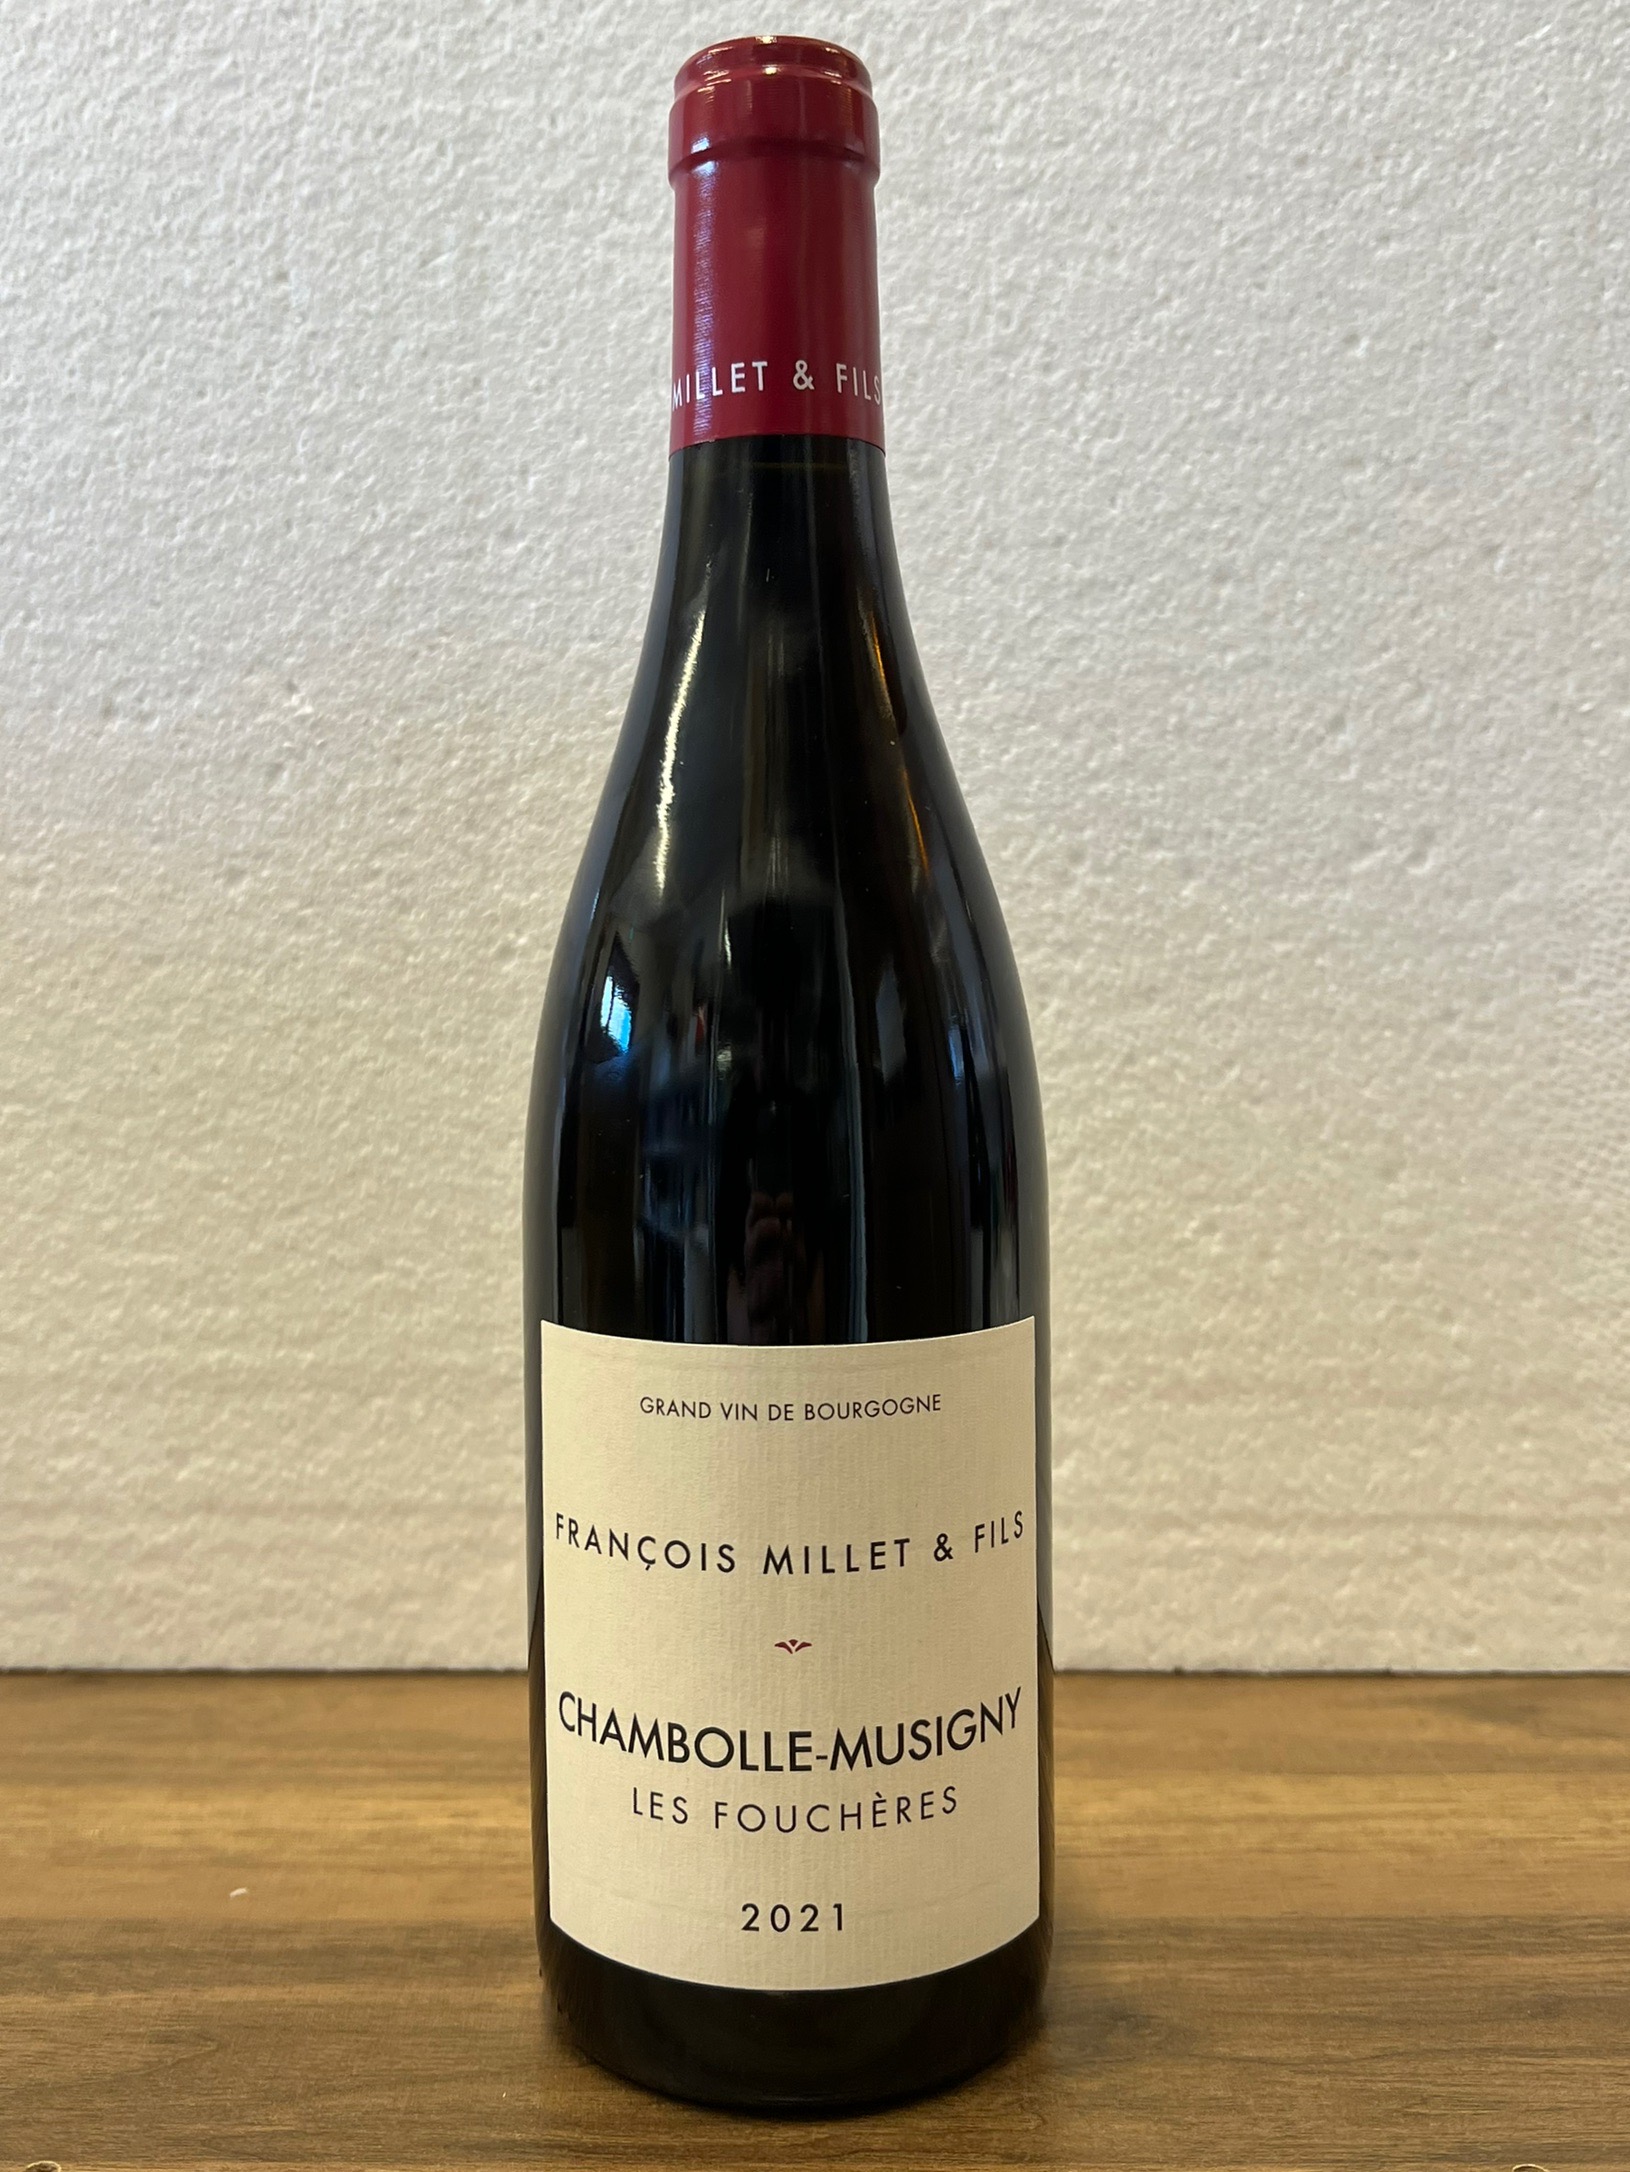 MILLET & FILS
GRAND VIN DE BOURGOGNE
FRANÇOIS MILLET & FILS
CHAMBOLLE-MUSIGNY
LES FOUCHÈRES
2021